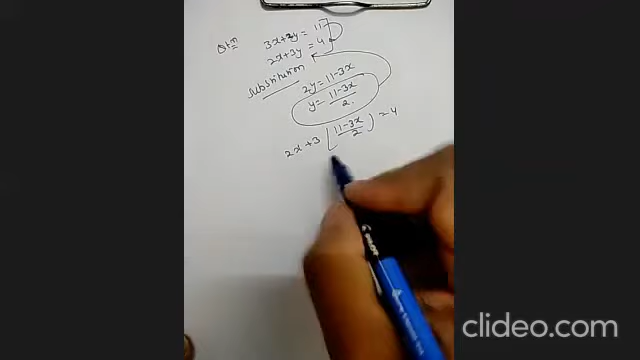 Qtn
3x+2y = 11
2x+3y = 4
substitution
2y = 11-3x
y = 11-3x/2
2x+3 (11-3x/2) = 4
clideo.com